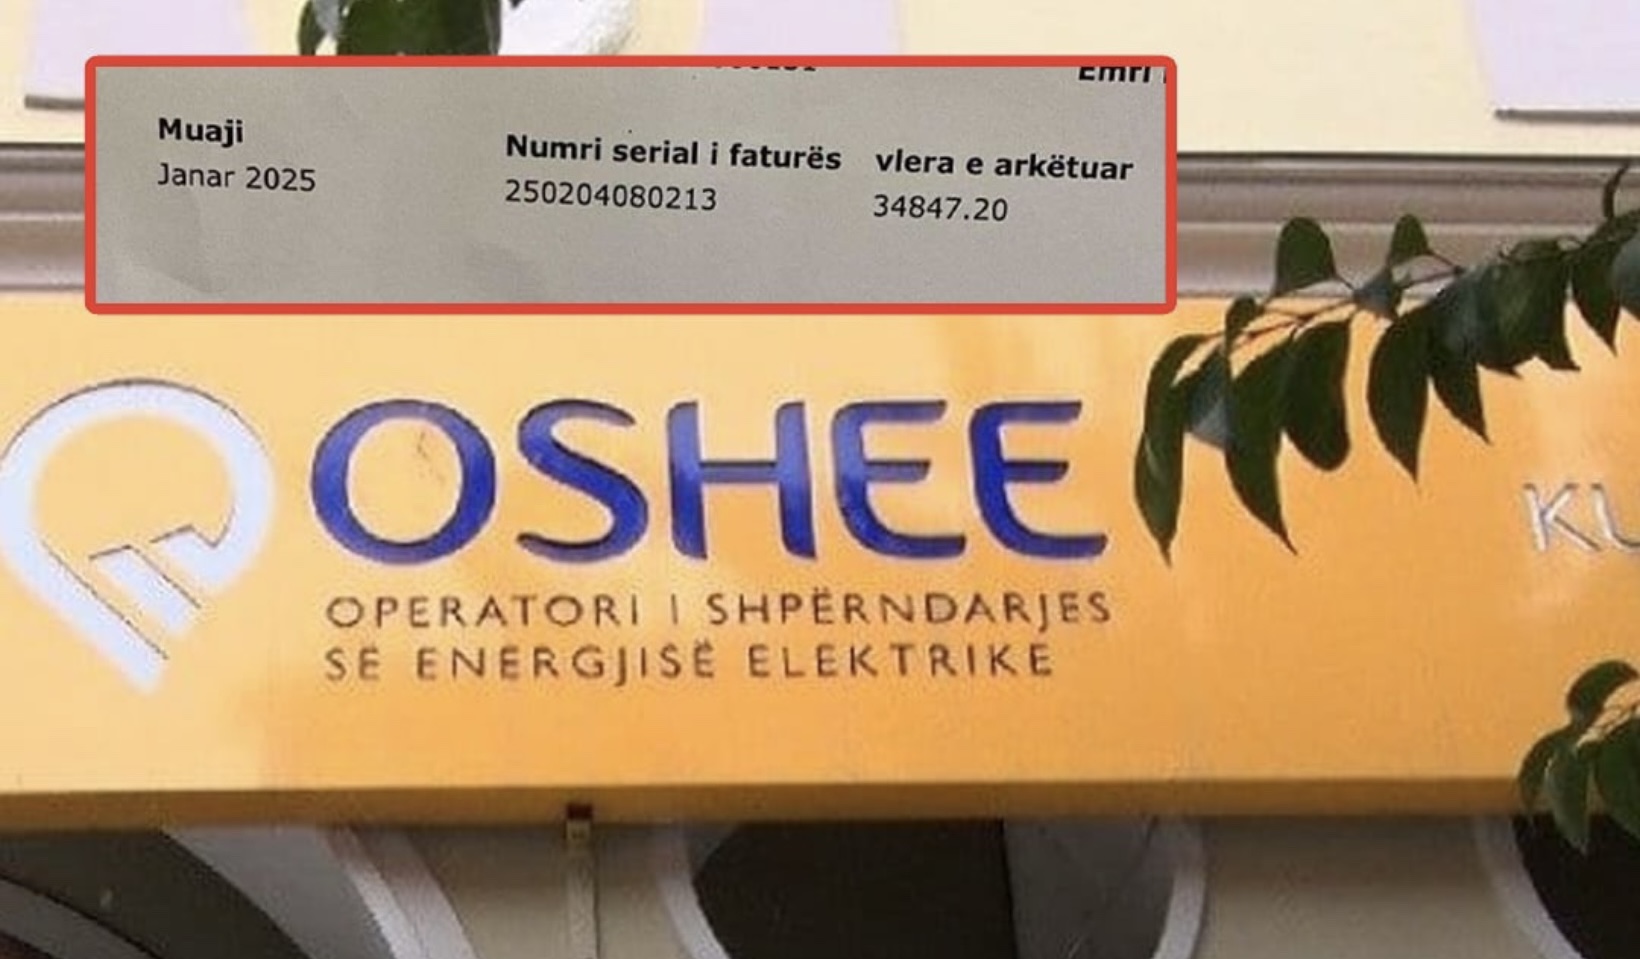 Muaji
Janar 2025
Numri serial i faturës
250204080213
vlera e arkëtuar
34847.20
OSHEE
OPERATORI I SHPËRNDARJES
SË ENERGJISË ELEKTRIKE